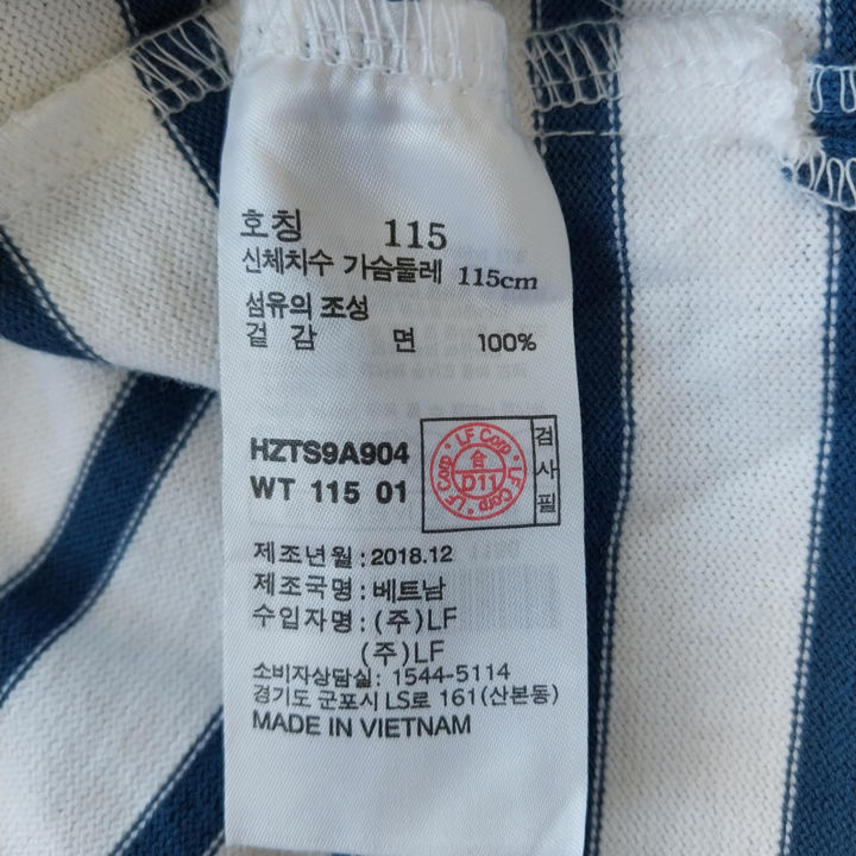 호칭 115
신체치수 가슴둘레 115cm
섬유의 조성
겉 감 면 100%
HZTS9A904
WT 115 01
LF Corp LF Corp LF Corp
合
D11
검사필
제조년월 : 2018.12
제조국명 : 베트남
수입자명 : (주)LF
(주)LF
소비자상담실: 1544-5114
경기도 군포시 LS로 161(산본동)
MADE IN VIETNAM